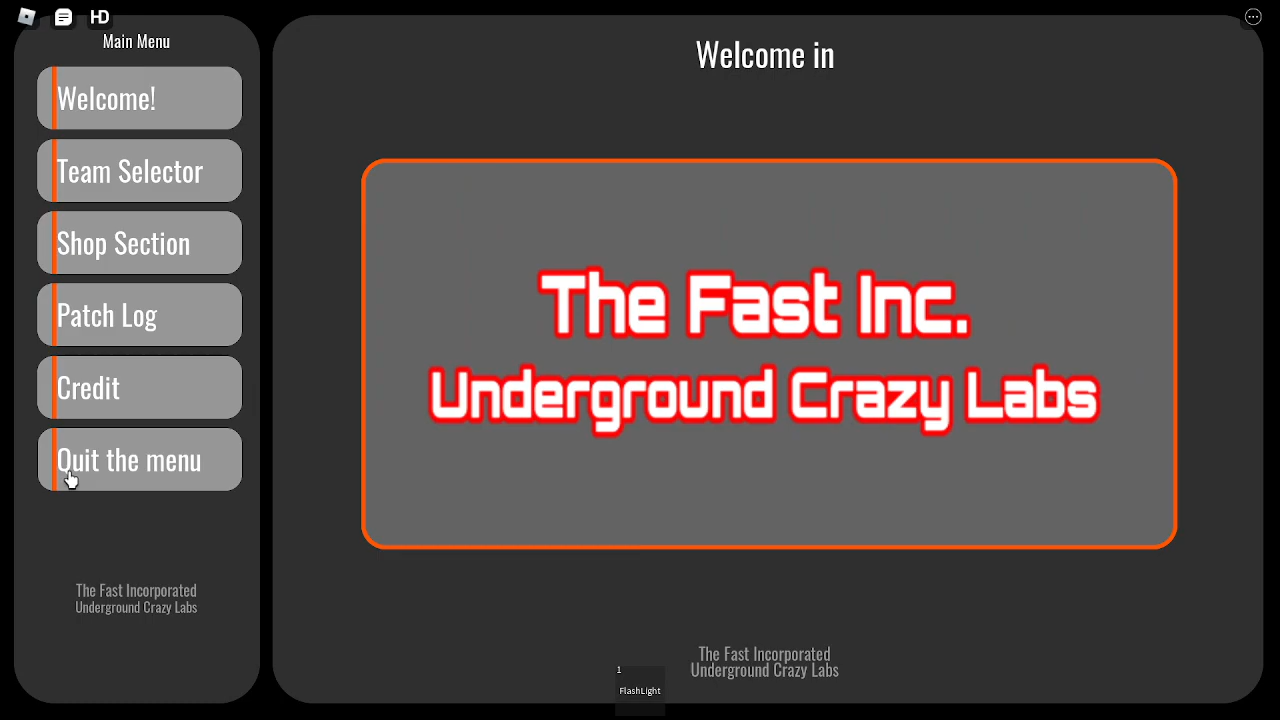 HD
Main Menu
Welcome!
Team Selector
Shop Section
Patch Log
Credit
Quit the menu
The Fast Incorporated
Underground Crazy Labs
Welcome in
The Fast Inc.
Underground Crazy Labs
The Fast Incorporated
Underground Crazy Labs
1
FlashLight